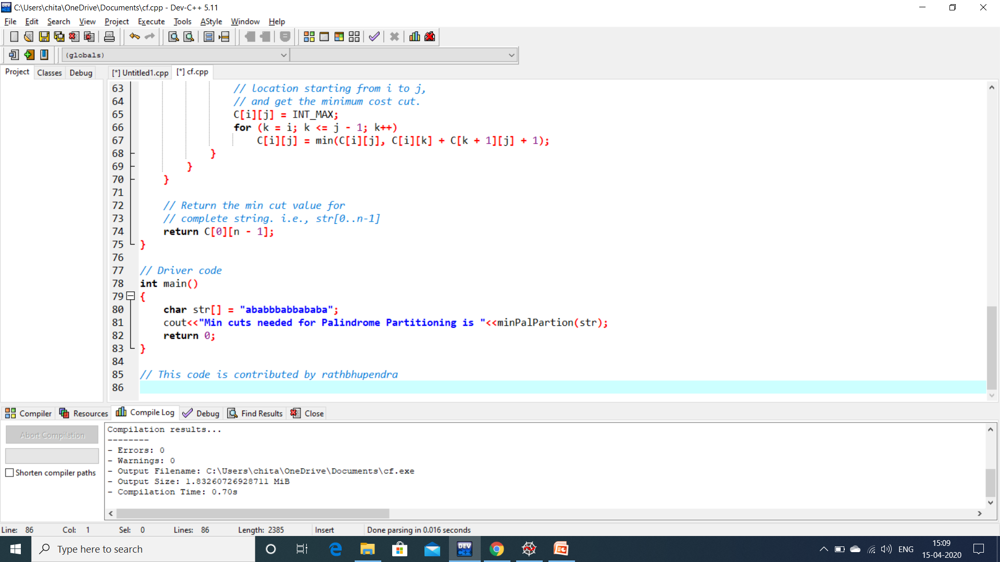 C:\Users\chita\OneDrive\Documents\cf.cpp - Dev-C++ 5.11
File Edit Search View Project Execute Tools AStyle Window Help
(globals)
Project Classes Debug [*] Untitled1.cpp [*] cf.cpp
63 // location starting from i to j,
64 // and get the minimum cost cut.
65 C[i][j] = INT_MAX;
66 for (k = i; k <= j - 1; k++)
67 C[i][j] = min(C[i][j], C[i][k] + C[k + 1][j] + 1);
68 }
69 }
70 }
71
72 // Return the min cut value for
73 // complete string. i.e., str[0..n-1]
74 return C[0][n - 1];
75 }
76
77 // Driver code
78 int main()
79 {
80 char str[] = "ababbbabbababa";
81 cout<<"Min cuts needed for Palindrome Partitioning is "<<minPalPartion(str);
82 return 0;
83 }
84
85 // This code is contributed by rathbhupendra
86
Compiler Resources Compile Log Debug Find Results Close
Abort Compilation
Shorten compiler paths
Compilation results...
--------
- Errors: 0
- Warnings: 0
- Output Filename: C:\Users\chita\OneDrive\Documents\cf.exe
- Output Size: 1.83260726928711 MiB
- Compilation Time: 0.70s
Line: 86 Col: 1 Sel: 0 Lines: 86 Length: 2385 Insert Done parsing in 0.016 seconds
Type here to search
DEV C++
ENG
15:09
15-04-2020